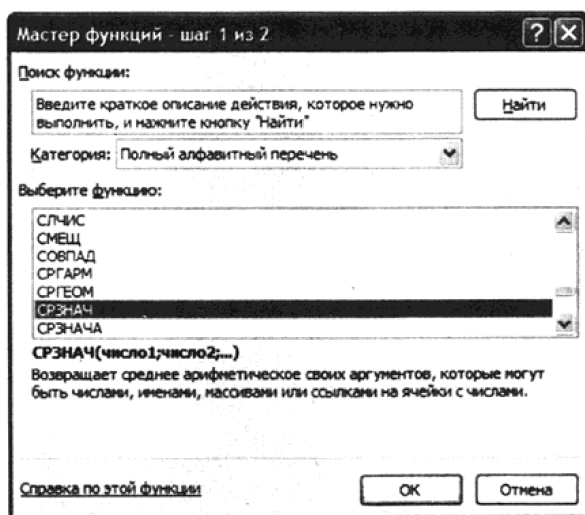 Мастер функций - шаг 1 из 2
Поиск функции:
Введите краткое описание действия, которое нужно
выполнить, и нажмите кнопку "Найти"
Найти
Категория: Полный алфавитный перечень
Выберите функцию:
СЛЧИС
СМЕЩ
СОВПАД
СРГАРМ
СРГЕОМ
СРЗНАЧ
СРЗНАЧА
СРЗНАЧ(число1;число2;...)
Возвращает среднее арифметическое своих аргументов, которые могут
быть числами, именами, массивами или ссылками на ячейки с числами.
Справка по этой функции
ОК
Отмена